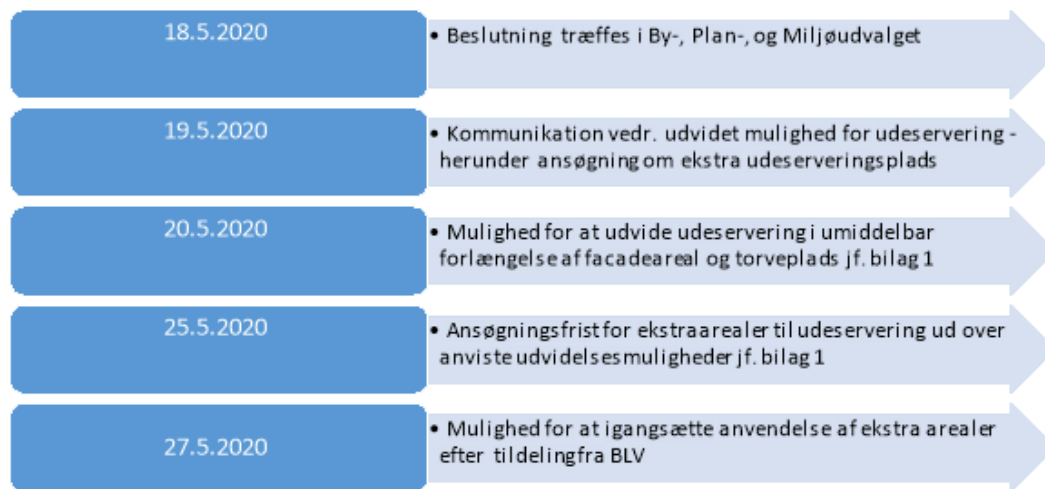 18.5.2020
• Beslutning træffes i By-, Plan-, og Miljøudvalget
19.5.2020
• Kommunikation vedr. udvidet mulighed for udeservering -
herunder ansøgning om ekstra udeserveringsplads
20.5.2020
• Mulighed for at udvide udeservering i umiddelbar
forlængelse af facadeareal og torveplads jf. bilag 1
25.5.2020
• Ansøgningsfrist for ekstra arealer til udeservering ud over
anviste udvidelsesmuligheder jf. bilag 1
27.5.2020
• Mulighed for at igangsætte anvendelse af ekstra arealer
efter tildeling fra BLV